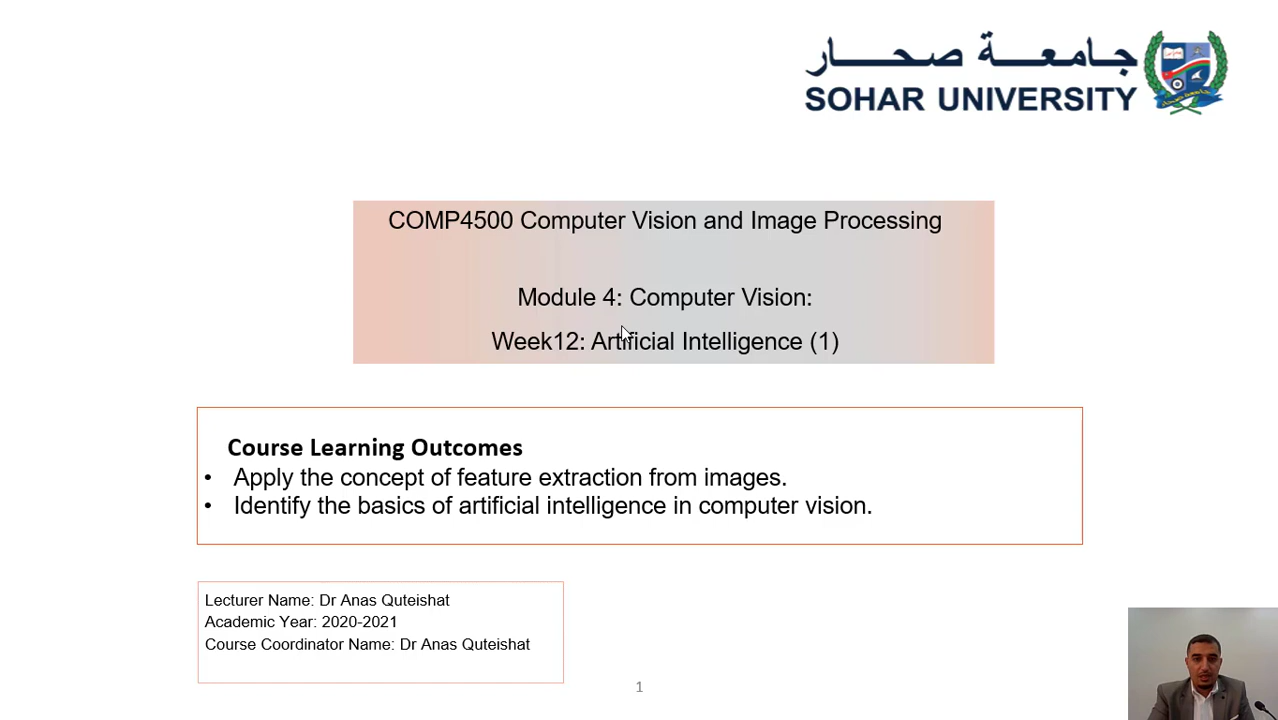 جامعة صحار
SOHAR UNIVERSITY
COMP4500 Computer Vision and Image Processing
Module 4: Computer Vision:
Week12: Artificial Intelligence (1)
Course Learning Outcomes
• Apply the concept of feature extraction from images.
• Identify the basics of artificial intelligence in computer vision.
Lecturer Name: Dr Anas Quteishat
Academic Year: 2020-2021
Course Coordinator Name: Dr Anas Quteishat
1